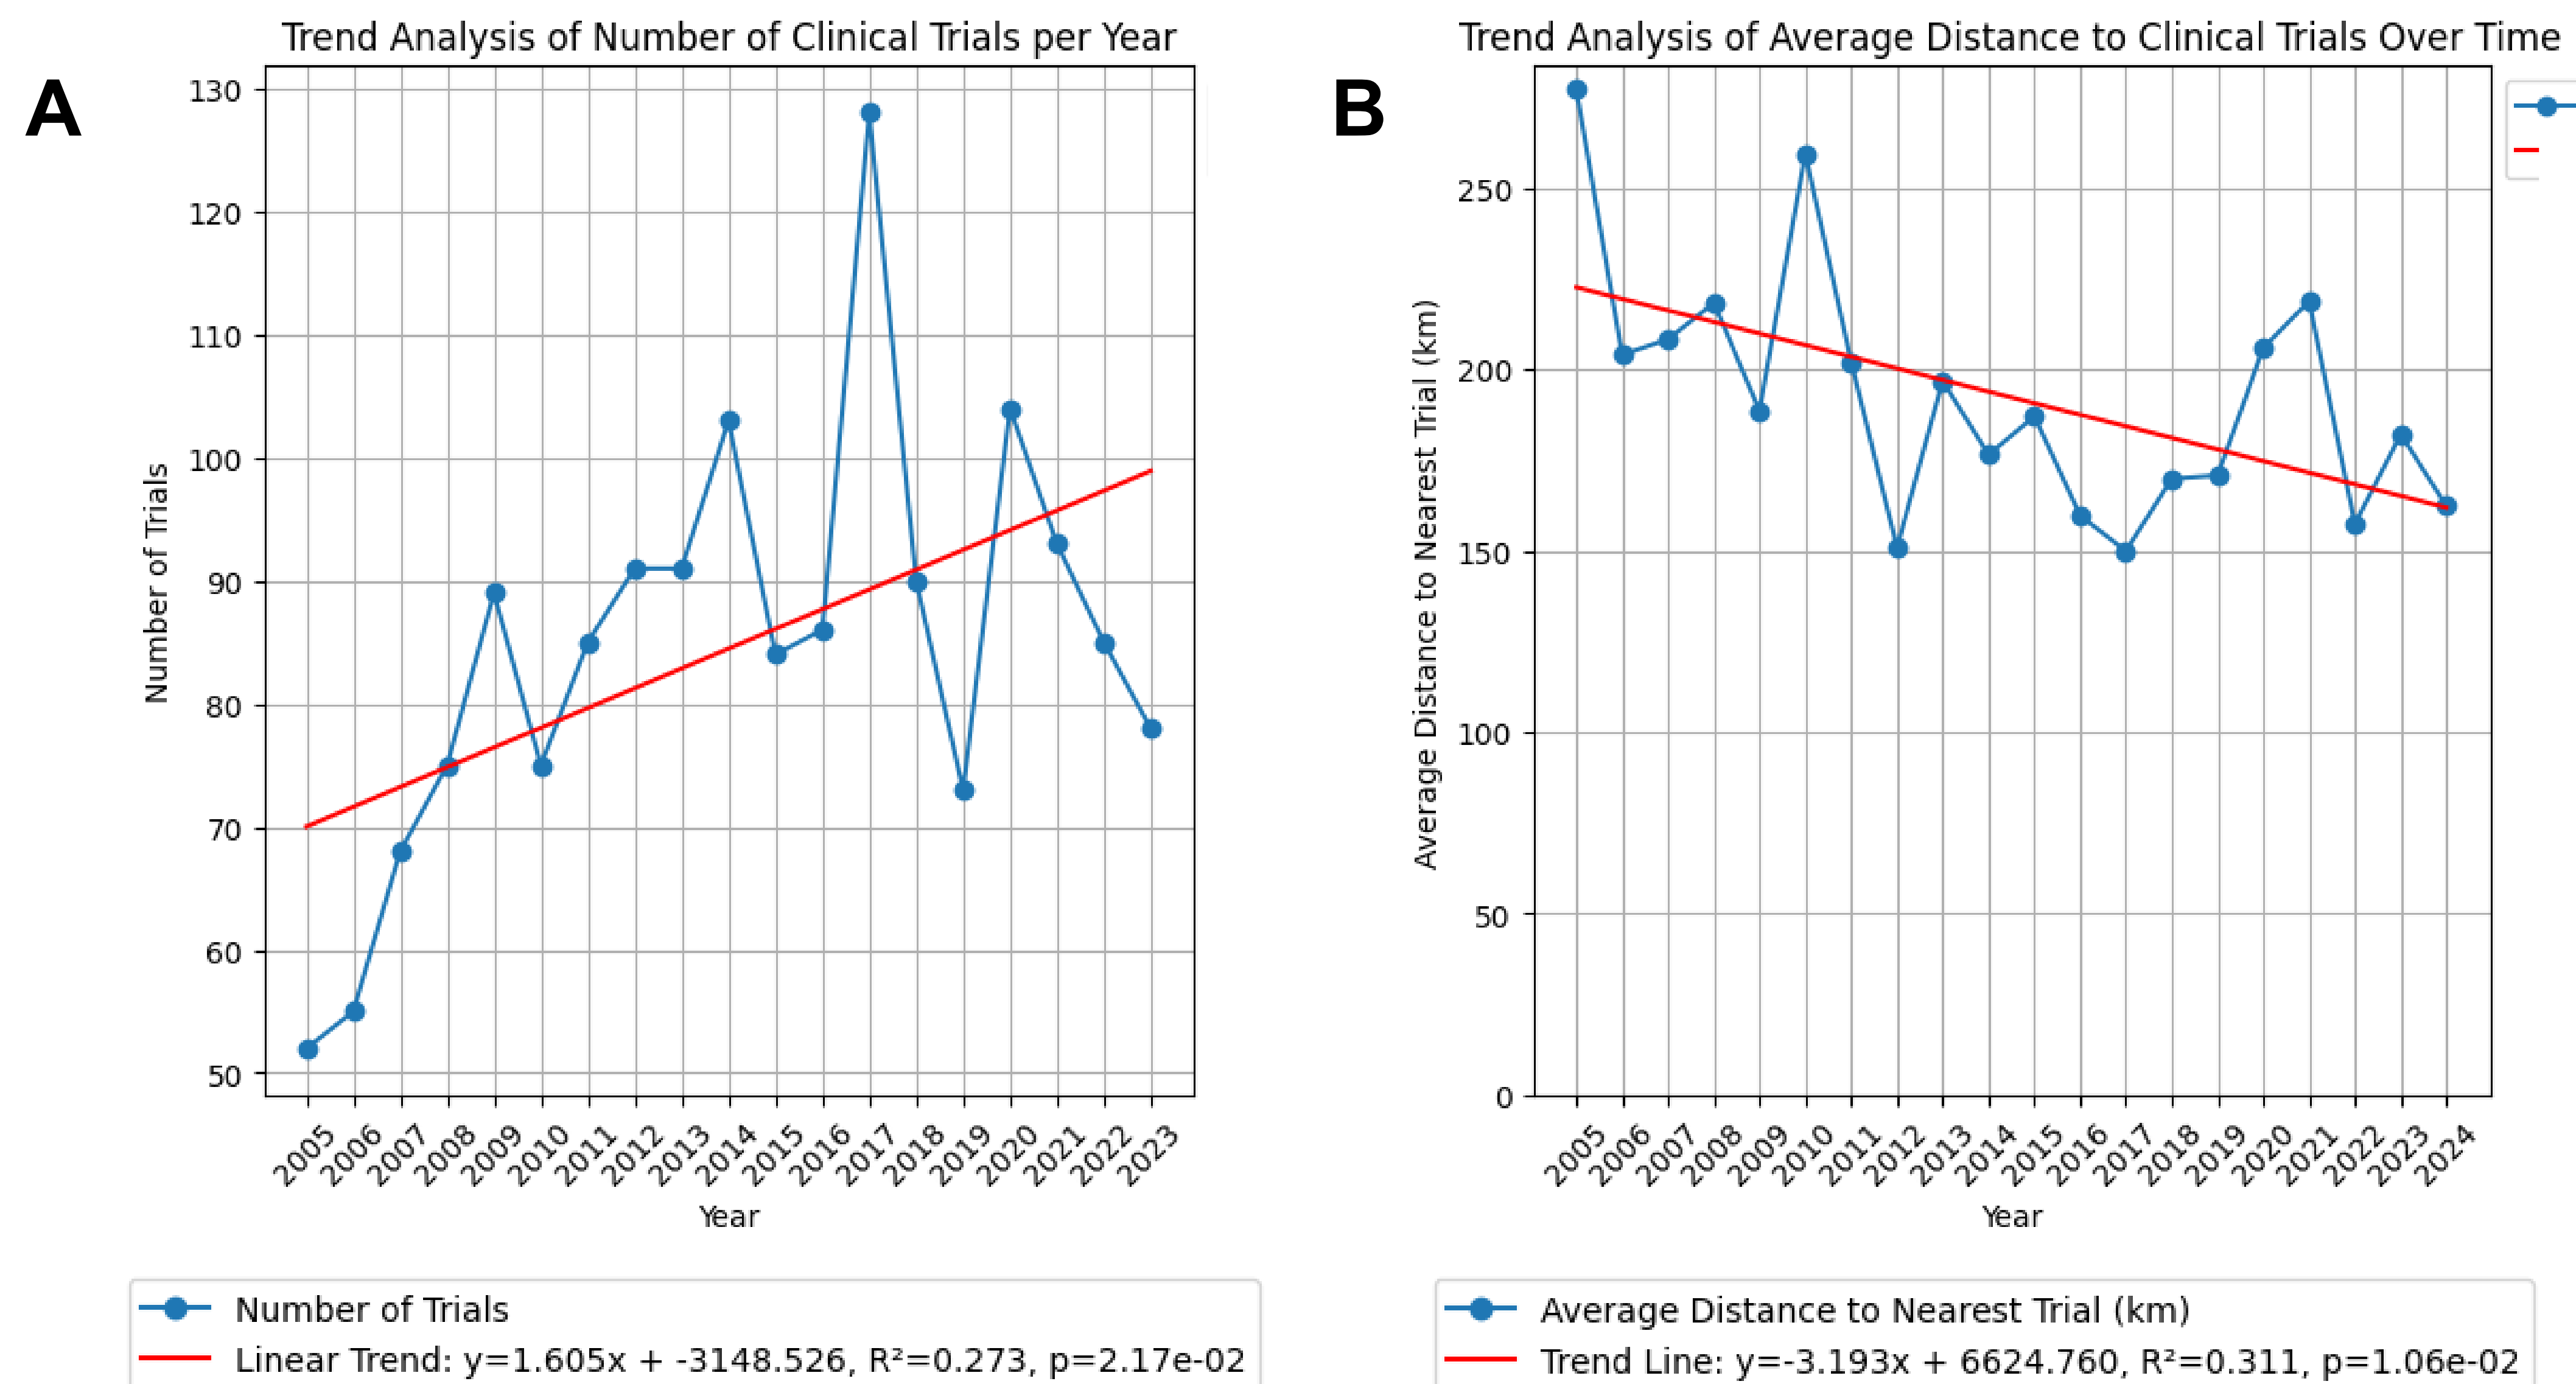 A
Trend Analysis of Number of Clinical Trials per Year
Number of Trials
130
120
110
100
90
80
70
60
50
2005 2006 2007 2008 2009 2010 2011 2012 2013 2014 2015 2016 2017 2018 2019 2020 2021 2022 2023
Year
Number of Trials
Linear Trend: y=1.605x + -3148.526, R²=0.273, p=2.17e-02
B
Trend Analysis of Average Distance to Clinical Trials Over Time
Average Distance to Nearest Trial (km)
250
200
150
100
50
0
2005 2006 2007 2008 2009 2010 2011 2012 2013 2014 2015 2016 2017 2018 2019 2020 2021 2022 2023 2024
Year
Average Distance to Nearest Trial (km)
Trend Line: y=-3.193x + 6624.760, R²=0.311, p=1.06e-02